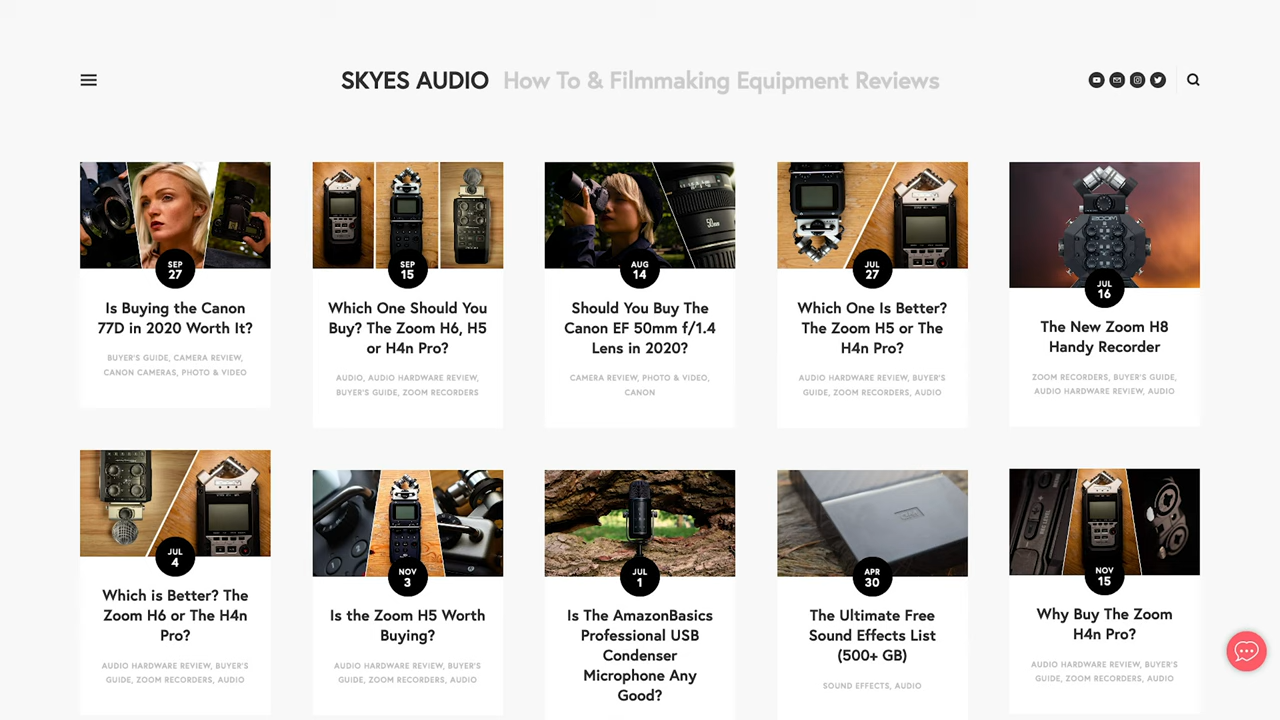 SKYES AUDIO How To & Filmmaking Equipment Reviews
SEP
27
Is Buying the Canon
77D in 2020 Worth It?
BUYER'S GUIDE, CAMERA REVIEW,
CANON CAMERAS, PHOTO & VIDEO
SEP
15
Which One Should You
Buy? The Zoom H6, H5
or H4n Pro?
AUDIO, AUDIO HARDWARE REVIEW,
BUYER'S GUIDE, ZOOM RECORDERS
AUG
14
Should You Buy The
Canon EF 50mm f/1.4
Lens in 2020?
CAMERA REVIEW, PHOTO & VIDEO,
CANON
JUL
27
Which One Is Better?
The Zoom H5 or The
H4n Pro?
AUDIO HARDWARE REVIEW, BUYER'S
GUIDE, ZOOM RECORDERS, AUDIO
ZOOM
JUL
16
The New Zoom H8
Handy Recorder
ZOOM RECORDERS, BUYER'S GUIDE,
AUDIO HARDWARE REVIEW, AUDIO
JUL
4
Which is Better? The
Zoom H6 or The H4n
Pro?
AUDIO HARDWARE REVIEW, BUYER'S
GUIDE, ZOOM RECORDERS, AUDIO
NOV
3
Is the Zoom H5 Worth
Buying?
AUDIO HARDWARE REVIEW, BUYER'S
GUIDE, ZOOM RECORDERS, AUDIO
JUL
1
Is The AmazonBasics
Professional USB
Condenser
Microphone Any
Good?
APR
30
The Ultimate Free
Sound Effects List
(500+ GB)
SOUND EFFECTS, AUDIO
NOV
15
Why Buy The Zoom
H4n Pro?
AUDIO HARDWARE REVIEW, BUYER'S
GUIDE, ZOOM RECORDERS, AUDIO